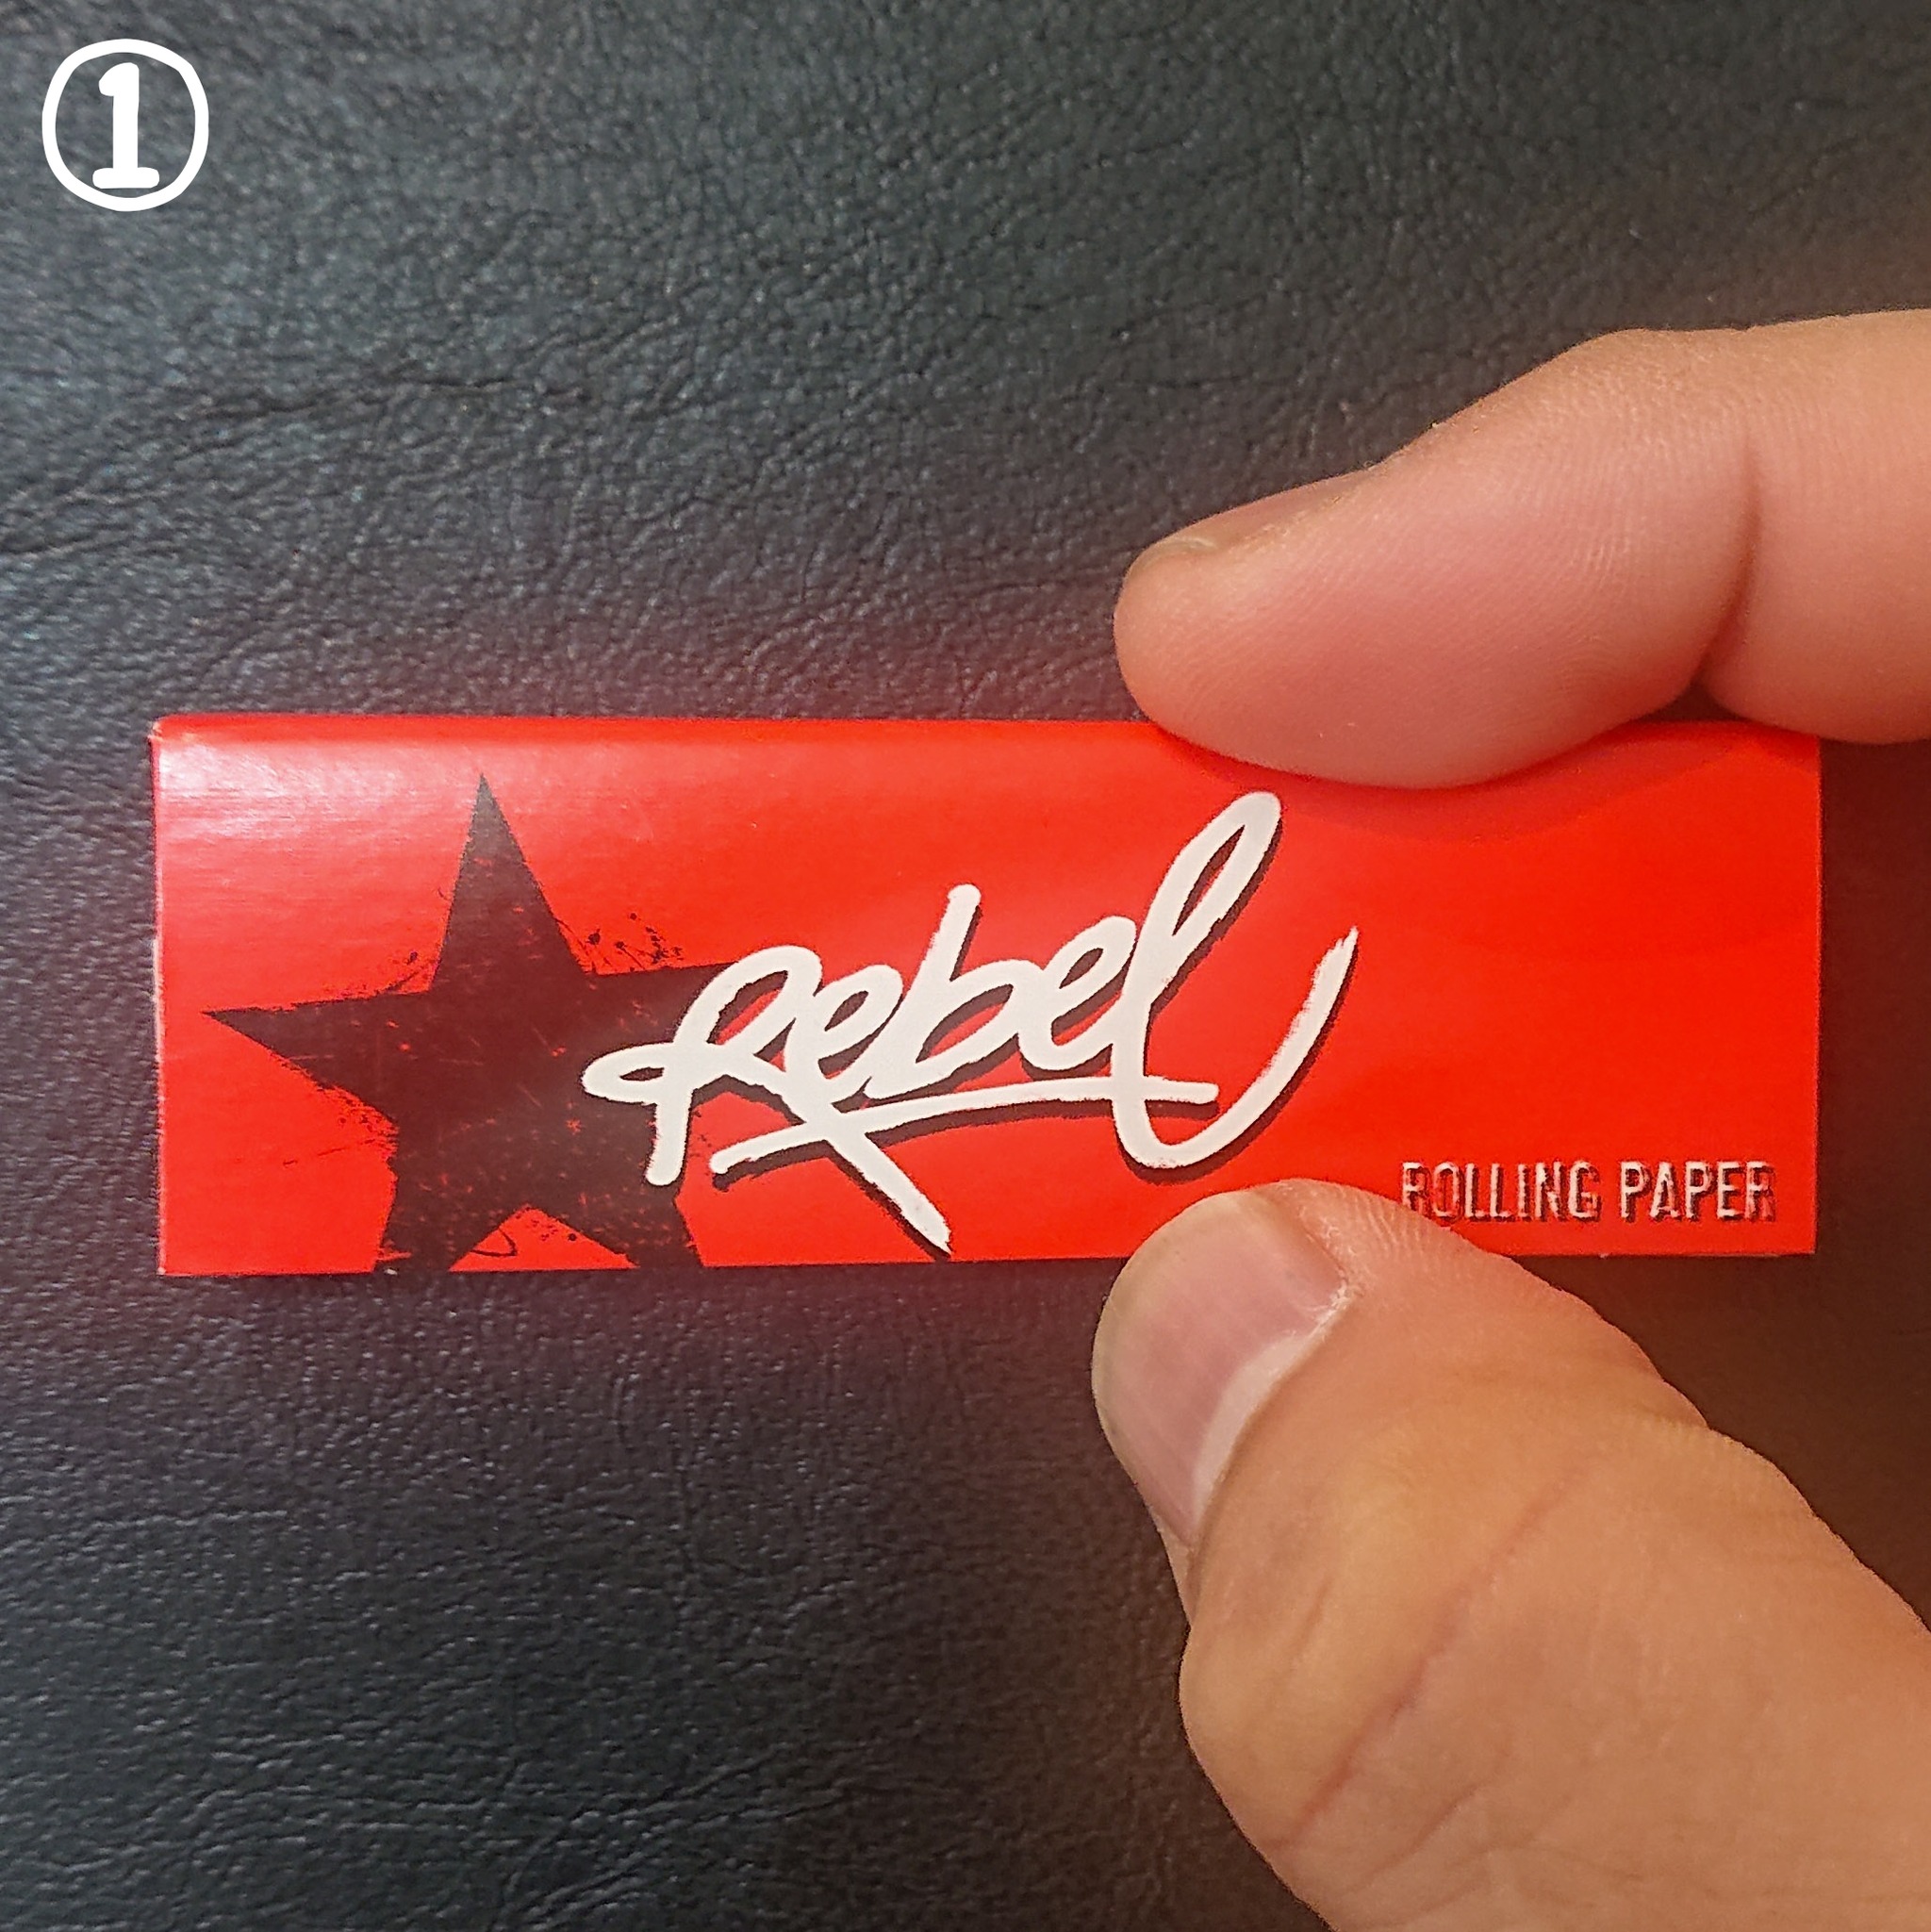 ①
Rebel
ROLLING PAPER